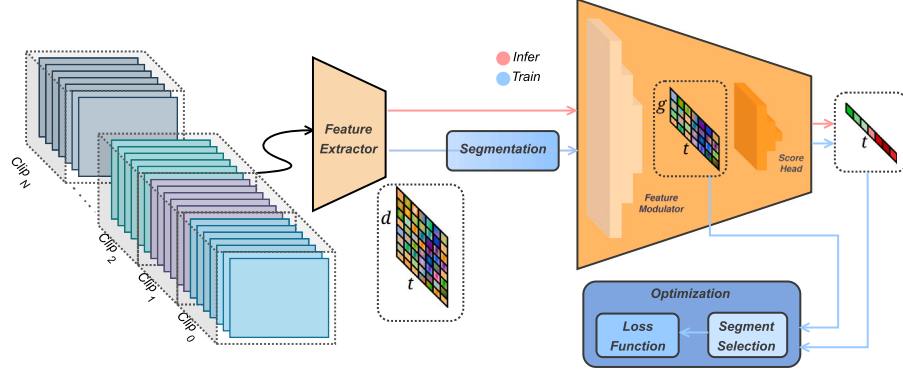 Clip N
Clip 2
Clip 1
Clip 0
Feature
Extractor
Infer
Train
Segmentation
d
t
g
t
Feature
Modulator
Score
Head
t
Optimization
Loss
Function
Segment
Selection